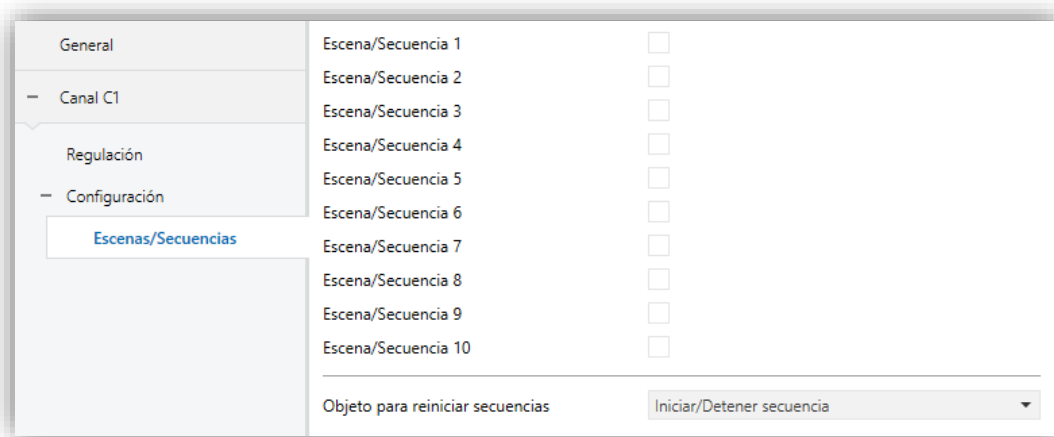 General
Canal C1
Regulación
Configuración
Escenas/Secuencias
Escena/Secuencia 1
Escena/Secuencia 2
Escena/Secuencia 3
Escena/Secuencia 4
Escena/Secuencia 5
Escena/Secuencia 6
Escena/Secuencia 7
Escena/Secuencia 8
Escena/Secuencia 9
Escena/Secuencia 10
Objeto para reiniciar secuencias
Iniciar/Detener secuencia